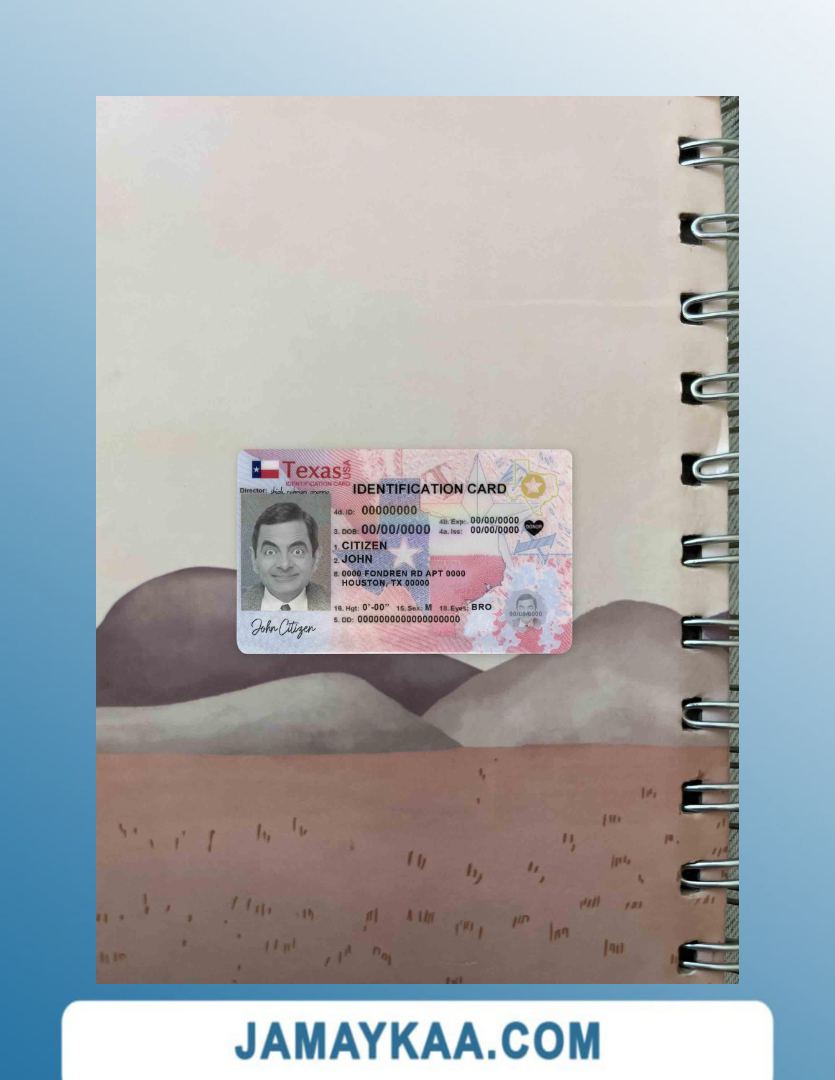 Texas
USA
IDENTIFICATION CARD
Director:
IDENTIFICATION CARD
4d. ID: 00000000
3. DOB: 00/00/0000
4b. Exp: 00/00/0000
4a. Iss: 00/00/0000
DONOR
1. CITIZEN
2. JOHN
8. 0000 FONDREN RD APT 0000
HOUSTON, TX 00000
16. Hgt: 0'-00" 15. Sex: M 18. Eyes: BRO
5. DD: 0000000000000000000
00/00/0000
John Citizen
JAMAYKAA.COM